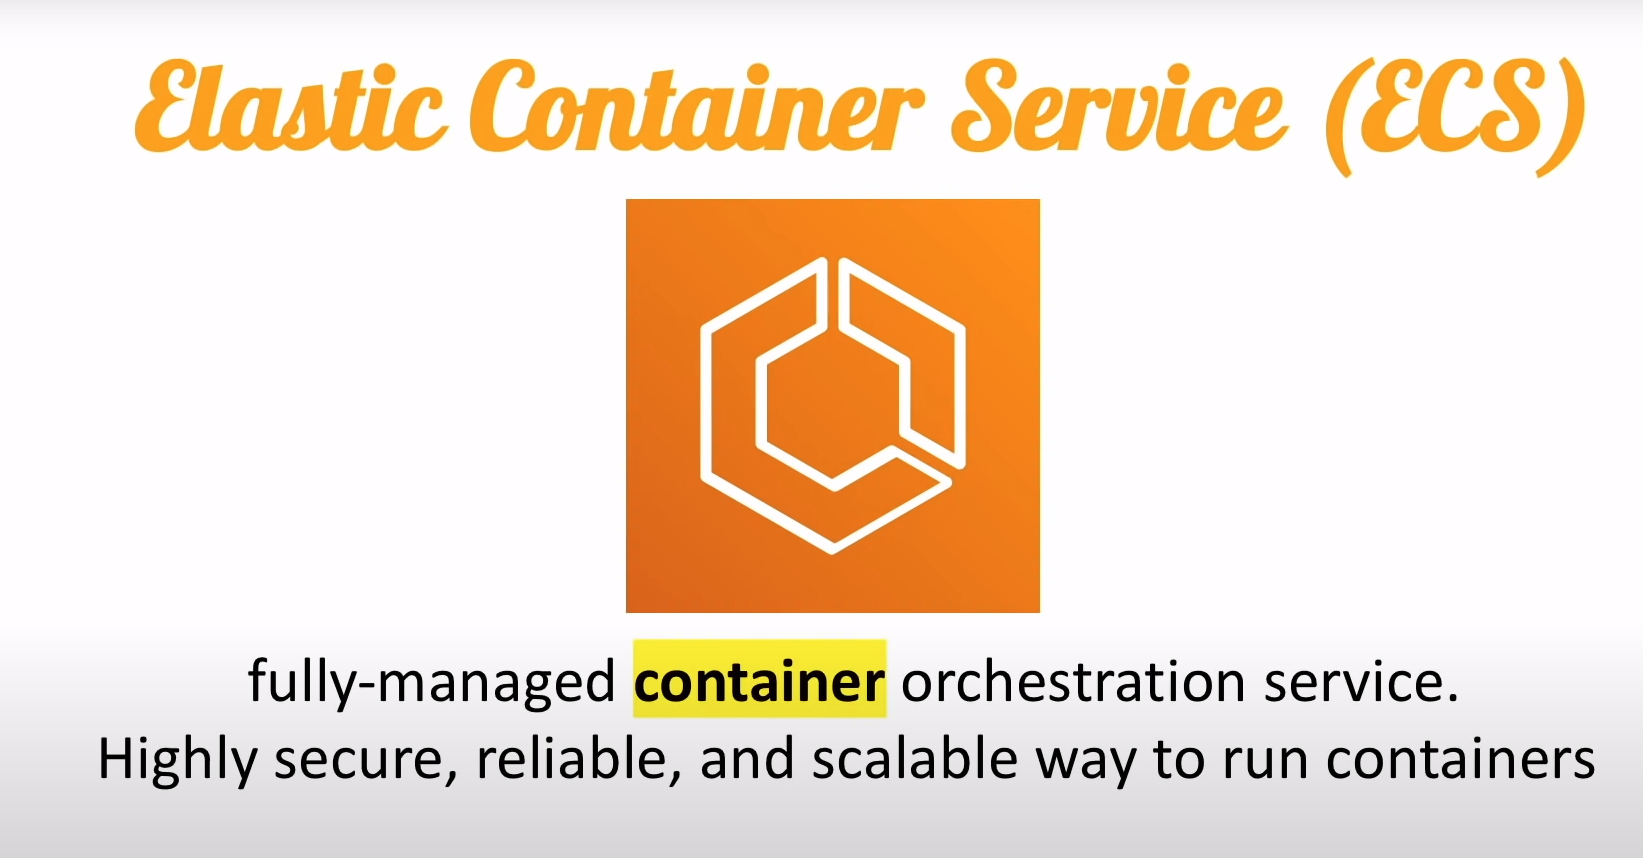 Elastic Container Service (ECS)
fully-managed container orchestration service.
Highly secure, reliable, and scalable way to run containers